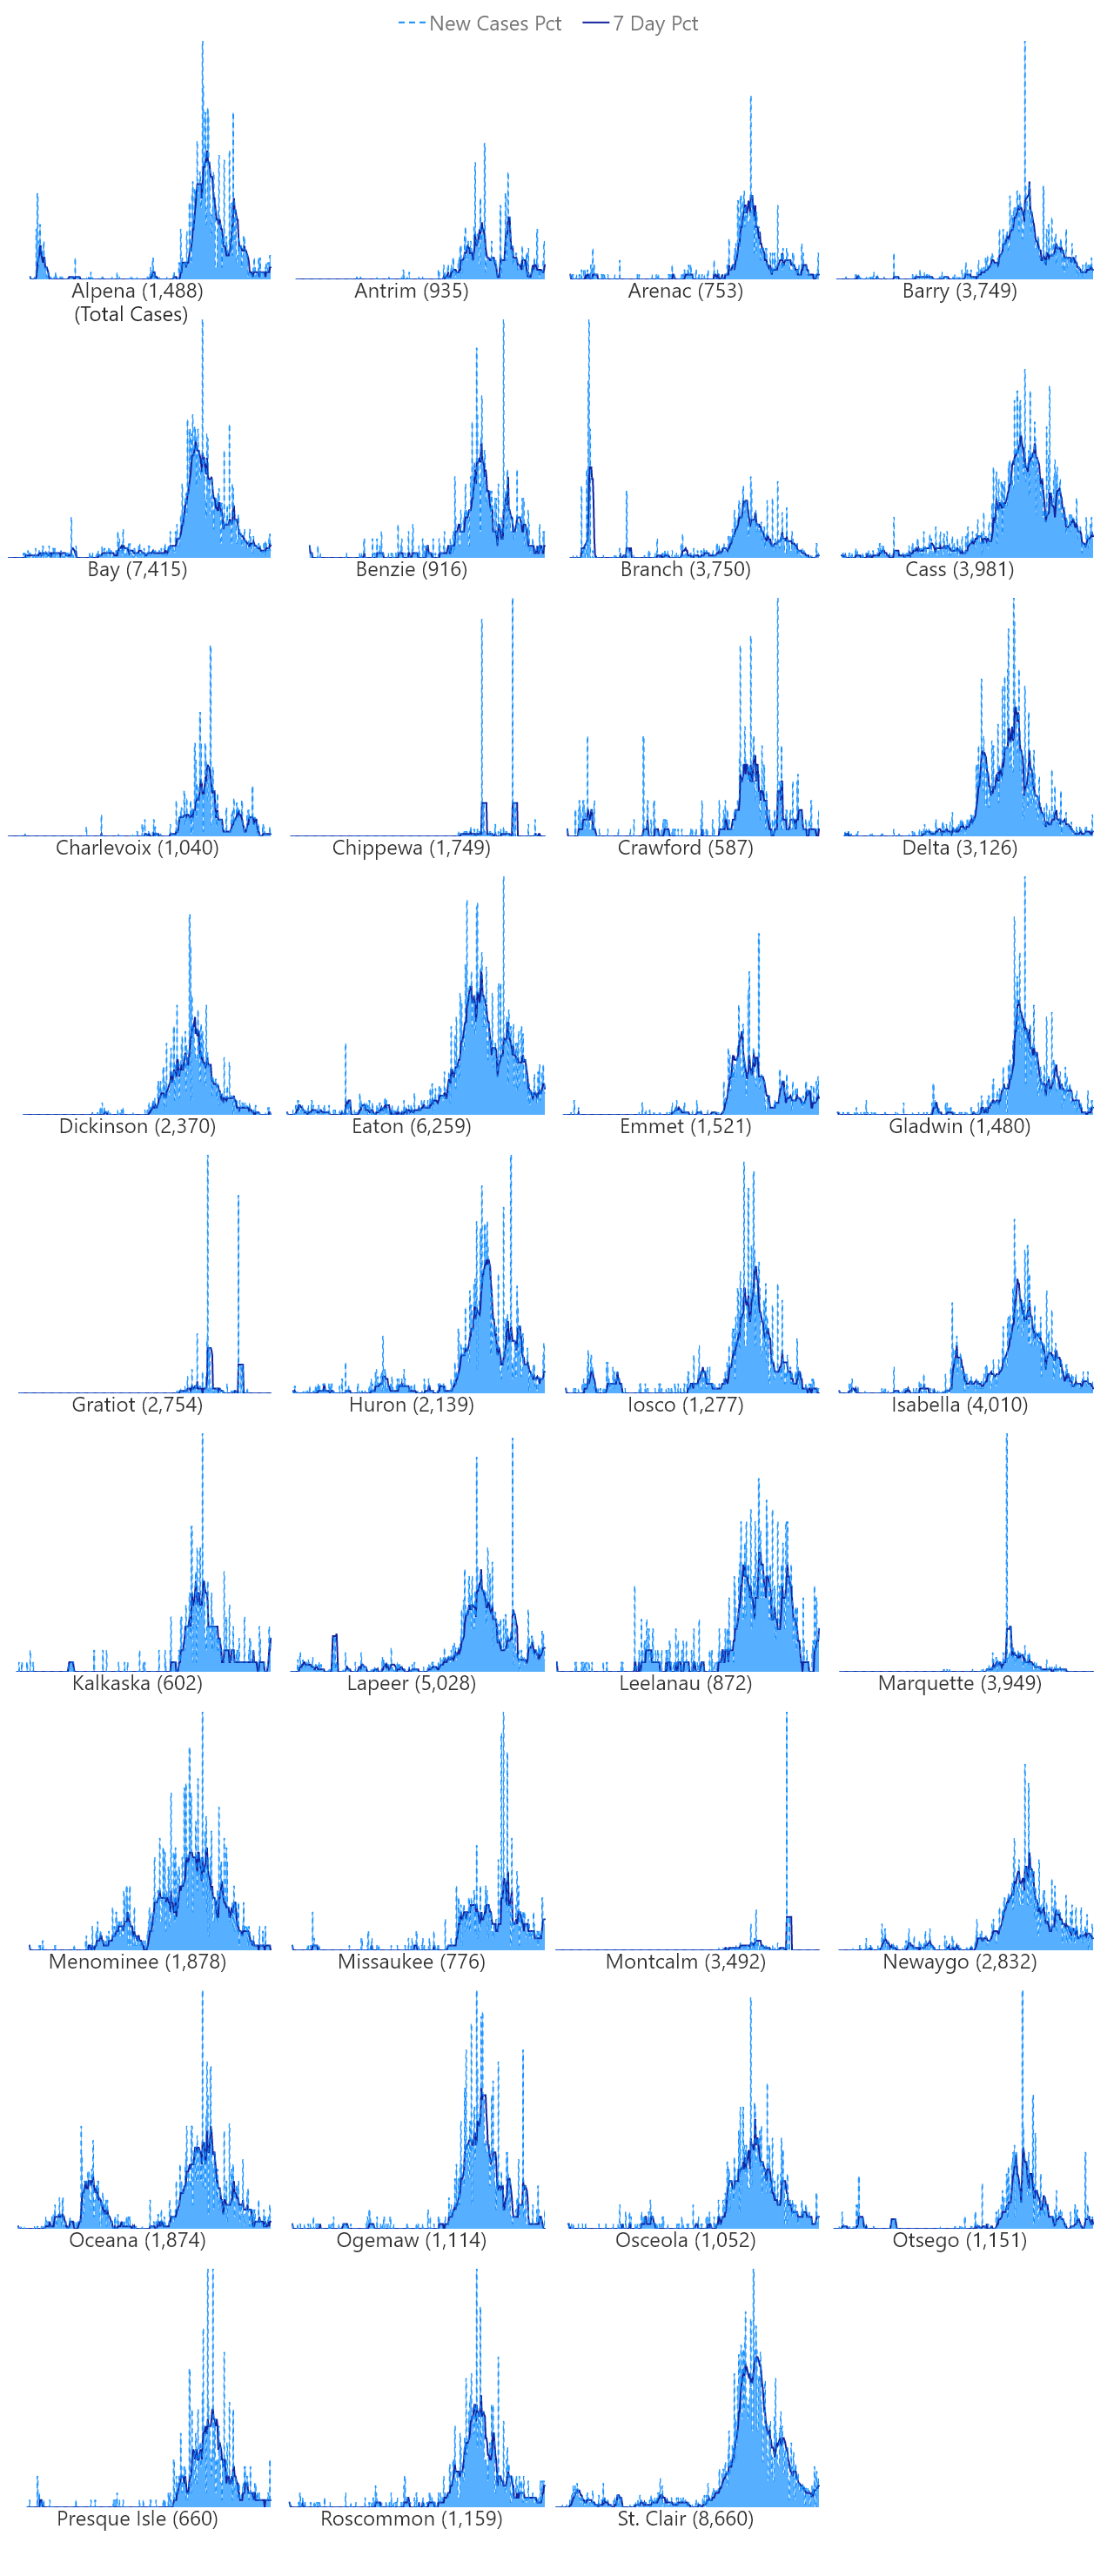 New Cases Pct 7 Day Pct
Alpena (1,488) Antrim (935) Arenac (753) Barry (3,749)
(Total Cases)
Bay (7,415) Benzie (916) Branch (3,750) Cass (3,981)
Charlevoix (1,040) Chippewa (1,749) Crawford (587) Delta (3,126)
Dickinson (2,370) Eaton (6,259) Emmet (1,521) Gladwin (1,480)
Gratiot (2,754) Huron (2,139) Iosco (1,277) Isabella (4,010)
Kalkaska (602) Lapeer (5,028) Leelanau (872) Marquette (3,949)
Menominee (1,878) Missaukee (776) Montcalm (3,492) Newaygo (2,832)
Oceana (1,874) Ogemaw (1,114) Osceola (1,052) Otsego (1,151)
Presque Isle (660) Roscommon (1,159) St. Clair (8,660)